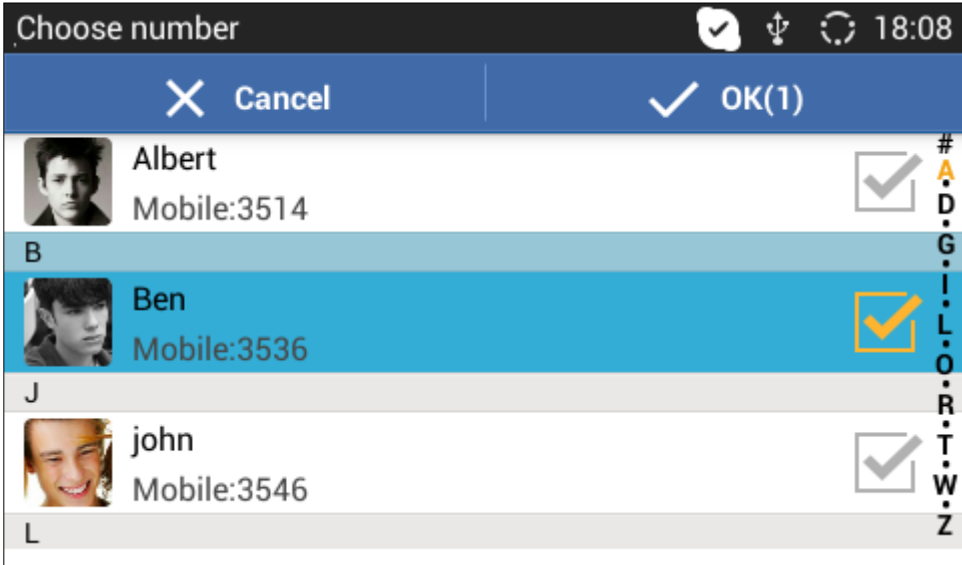 Choose number
18:08
Cancel
OK(1)
Albert
Mobile:3514
B
Ben
Mobile:3536
J
john
Mobile:3546
L
#
A
D
G
I
L
O
R
T
W
Z